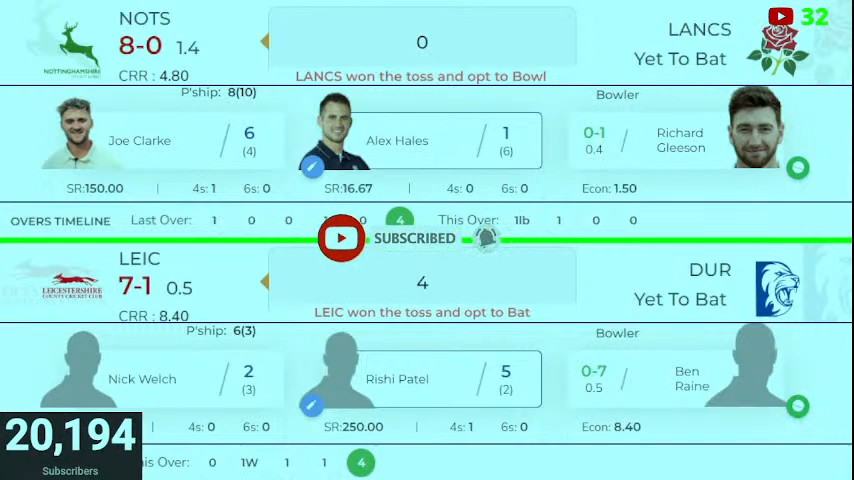 NOTS
8-0 1.4
CRR : 4.80
NOTTINGHAMSHIRE
0
LANCS won the toss and opt to Bowl
LANCS
Yet To Bat
32
P'ship: 8(10)
Joe Clarke
6
(4)
Alex Hales
1
(6)
Bowler
0-1
0.4
Richard
Gleeson
SR:150.00 | 4s: 1 6s: 0
SR:16.67 | 4s: 0 6s: 0
Econ: 1.50
OVERS TIMELINE Last Over: 1 0 0 0 4 This Over: 1lb 1 0 0
SUBSCRIBED
LEIC
7-1 0.5
CRR : 8.40
LEICESTERSHIRE
COUNTY CRICKET CLUB
4
LEIC won the toss and opt to Bat
DUR
Yet To Bat
P'ship: 6(3)
Nick Welch
2
(3)
Rishi Patel
5
(2)
Bowler
0-7
0.5
Ben
Raine
| 4s: 0 6s: 0
SR:250.00 | 4s: 1 6s: 0
Econ: 8.40
20,194
Subscribers
his Over: 0 1W 1 1 4